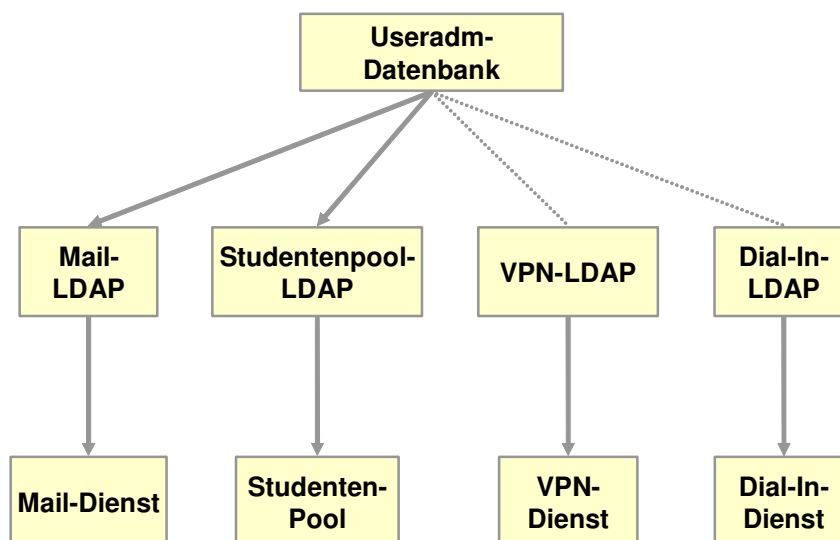 Useradm-
Datenbank
Mail-
LDAP
Studentenpool-
LDAP
VPN-LDAP
Dial-In-
LDAP
Mail-Dienst
Studenten-
Pool
VPN-
Dienst
Dial-In-
Dienst